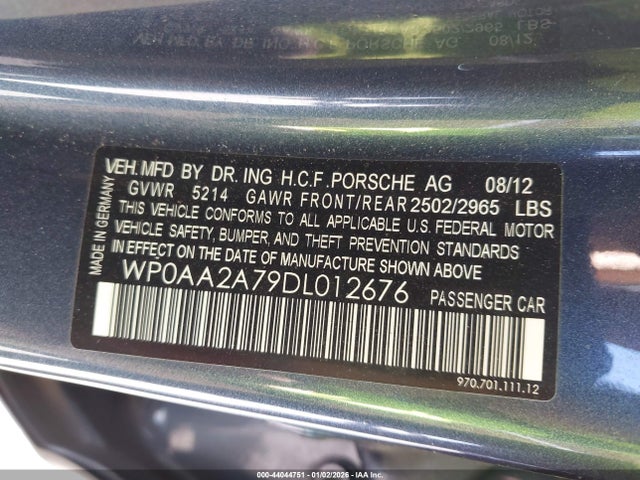 VEH. MFD BY DR. ING H.C.F. PORSCHE AG 08/12
GVWR 5214 GAWR FRONT/REAR 2502/2965 LBS
THIS VEHICLE CONFORMS TO ALL APPLICABLE U.S. FEDERAL MOTOR
VEHICLE SAFETY, BUMPER, AND THEFT PREVENTION STANDARDS
IN EFFECT ON THE DATE OF MANUFACTURE SHOWN ABOVE
MADE IN GERMANY
WP0AA2A79DL012676 PASSENGER CAR
970.701.111.12
000-44044751 - 01/02/2026 - IAAI.com